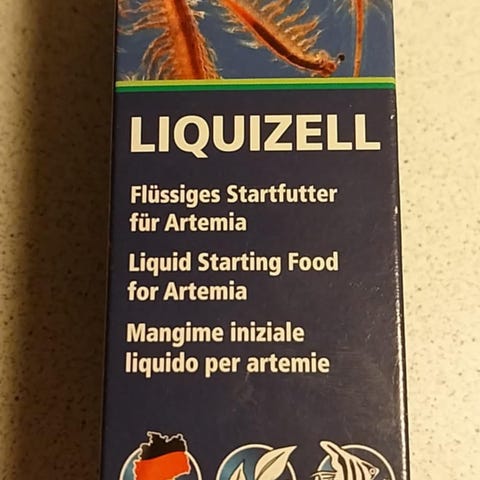 LIQUIZELL
Flüssiges Startfutter
für Artemia
Liquid Starting Food
for Artemia
Mangime iniziale
liquido per artemie